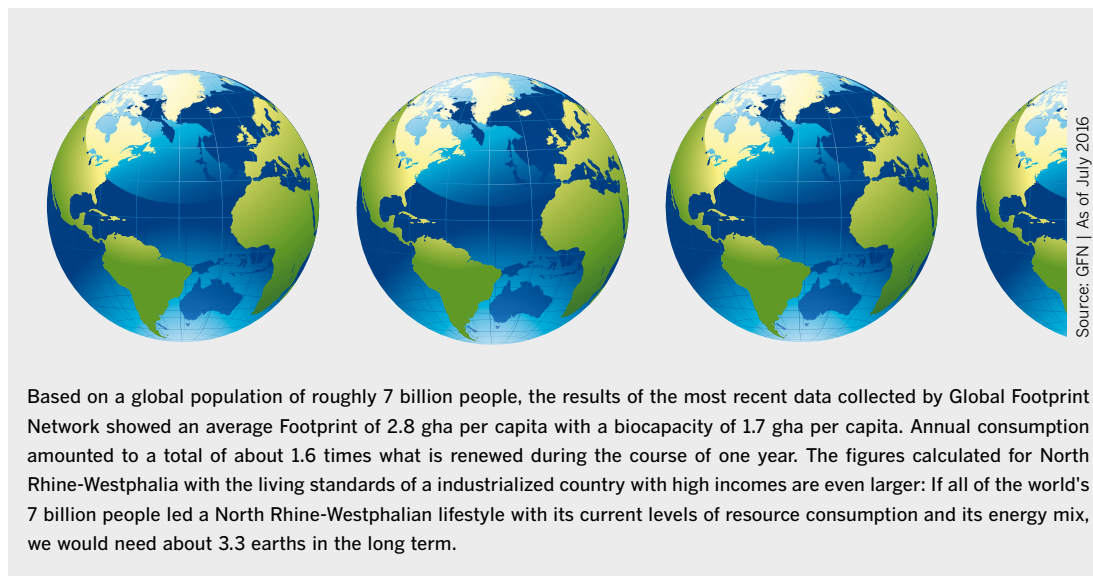 Source: GFN | As of July 2016
Based on a global population of roughly 7 billion people, the results of the most recent data collected by Global Footprint
Network showed an average Footprint of 2.8 gha per capita with a biocapacity of 1.7 gha per capita. Annual consumption
amounted to a total of about 1.6 times what is renewed during the course of one year. The figures calculated for North
Rhine-Westphalia with the living standards of a industrialized country with high incomes are even larger: If all of the world's
7 billion people led a North Rhine-Westphalian lifestyle with its current levels of resource consumption and its energy mix,
we would need about 3.3 earths in the long term.